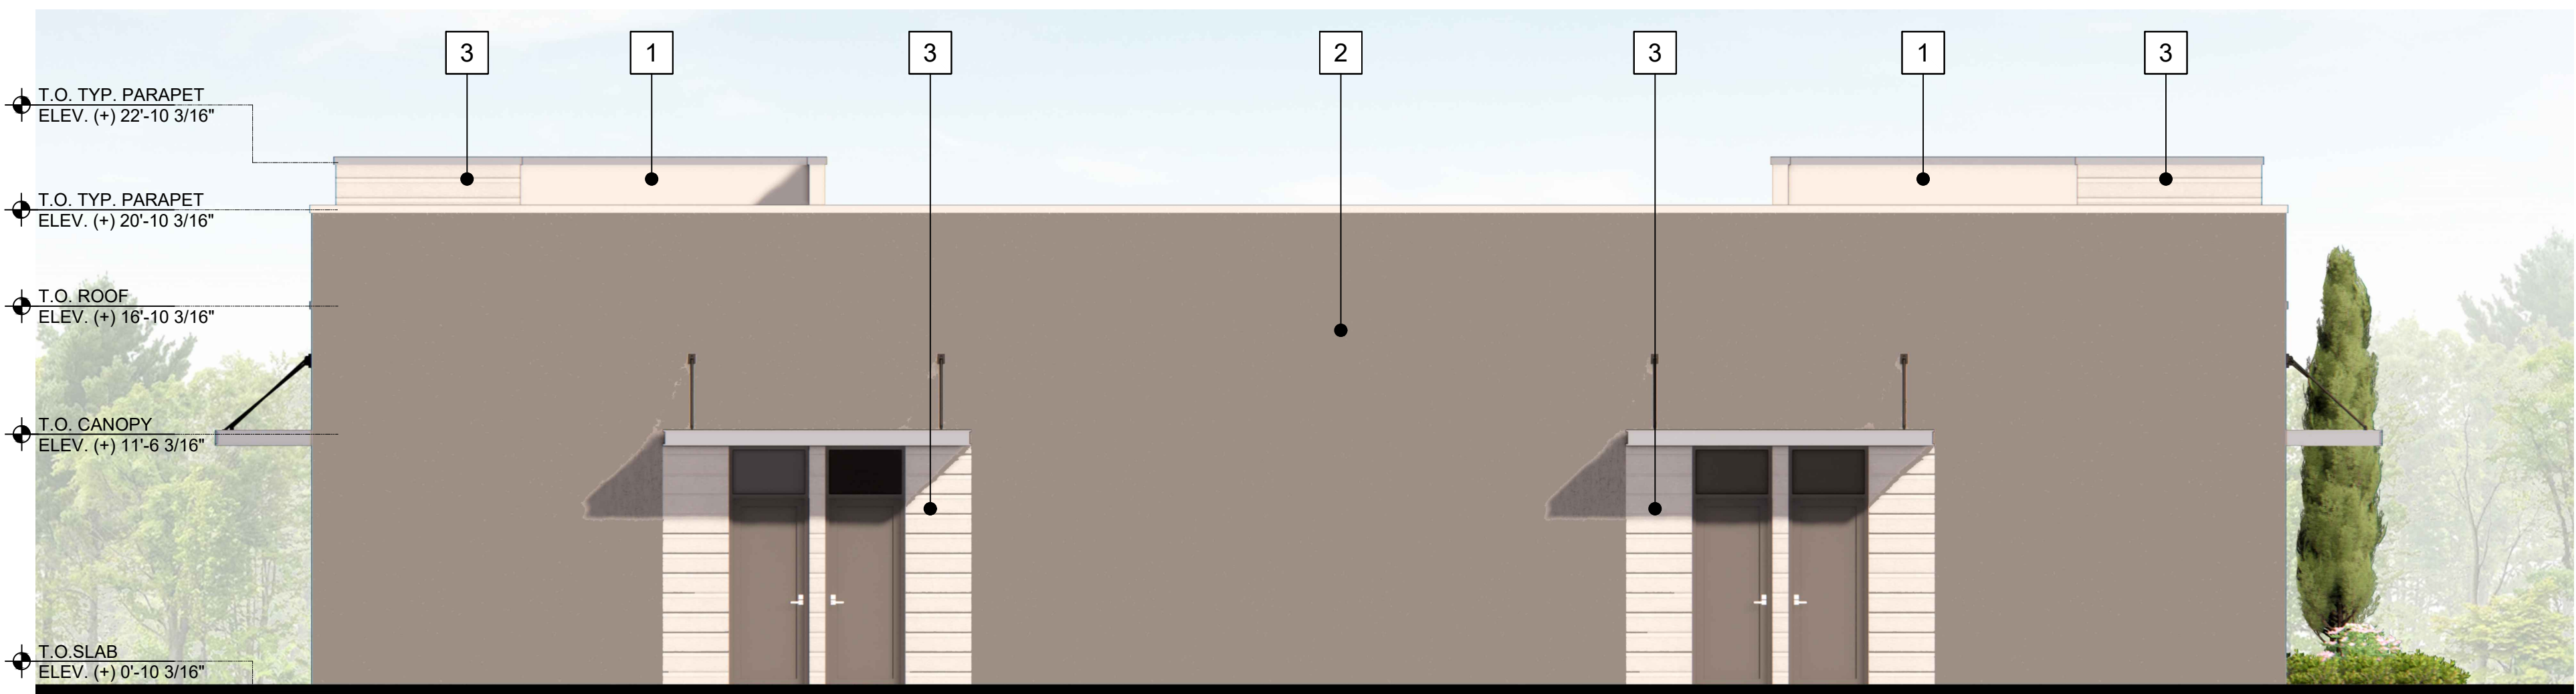 3 1 3 2 3 1 3
T.O. TYP. PARAPET
ELEV. (+) 22'-10 3/16"
T.O. TYP. PARAPET
ELEV. (+) 20'-10 3/16"
T.O. ROOF
ELEV. (+) 16'-10 3/16"
T.O. CANOPY
ELEV. (+) 11'-6 3/16"
T.O.SLAB
ELEV. (+) 0'-10 3/16"